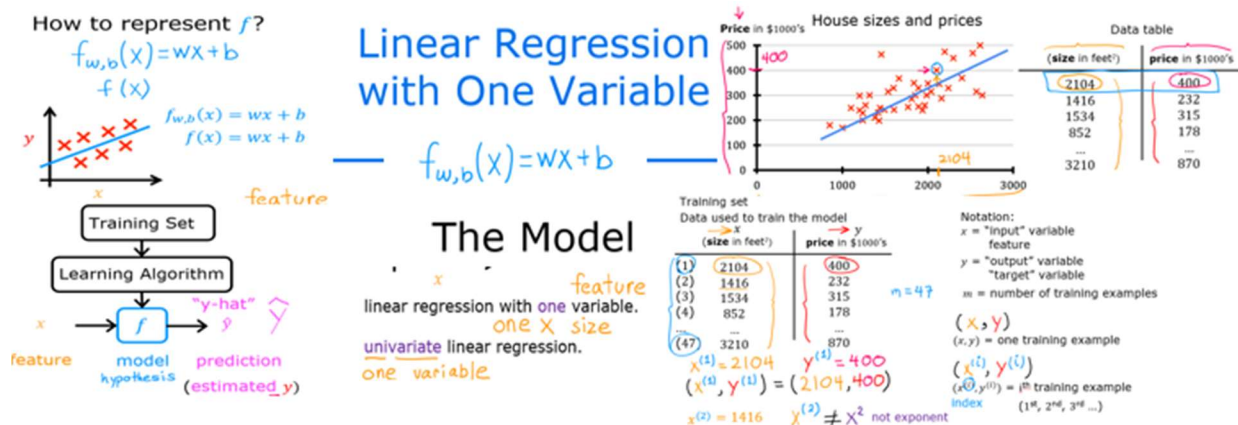 How to represent f?
f_w,b(x) = wx + b
f(x)
f_w,b(x) = wx + b
f(x) = wx + b
y
x
feature
Training Set
Learning Algorithm
x
f
"y-hat"
ŷ
ŷ
feature
model
prediction
hypothesis
(estimated y)
Linear Regression
with One Variable
f_w,b(x) = wx + b
The Model
x
feature
linear regression with one variable.
one x size
univariate linear regression.
one variable
House sizes and prices
Price in $1000's
500
400
300
200
100
0
400
2104
0
1000
2000
3000
Data table
(size in feet²) price in $1000's
2104 400
1416 232
1534 315
852 178
... ...
3210 870
Training set
Data used to train the model
x y
(size in feet²) price in $1000's
(1) 2104 400
(2) 1416 232
(3) 1534 315
(4) 852 178
... ... ...
(47) 3210 870
m = 47
x⁽¹⁾ = 2104 y⁽¹⁾ = 400
(x⁽¹⁾, y⁽¹⁾) = (2104, 400)
x⁽²⁾ = 1416 x⁽²⁾ ≠ x² not exponent
Notation:
x = "input" variable
feature
y = "output" variable
"target" variable
m = number of training examples
(x, y)
(x, y) = one training example
(x⁽ⁱ⁾, y⁽ⁱ⁾)
(x⁽ⁱ⁾, y⁽ⁱ⁾) = iᵗʰ training example
index
(1st, 2nd, 3rd ...)